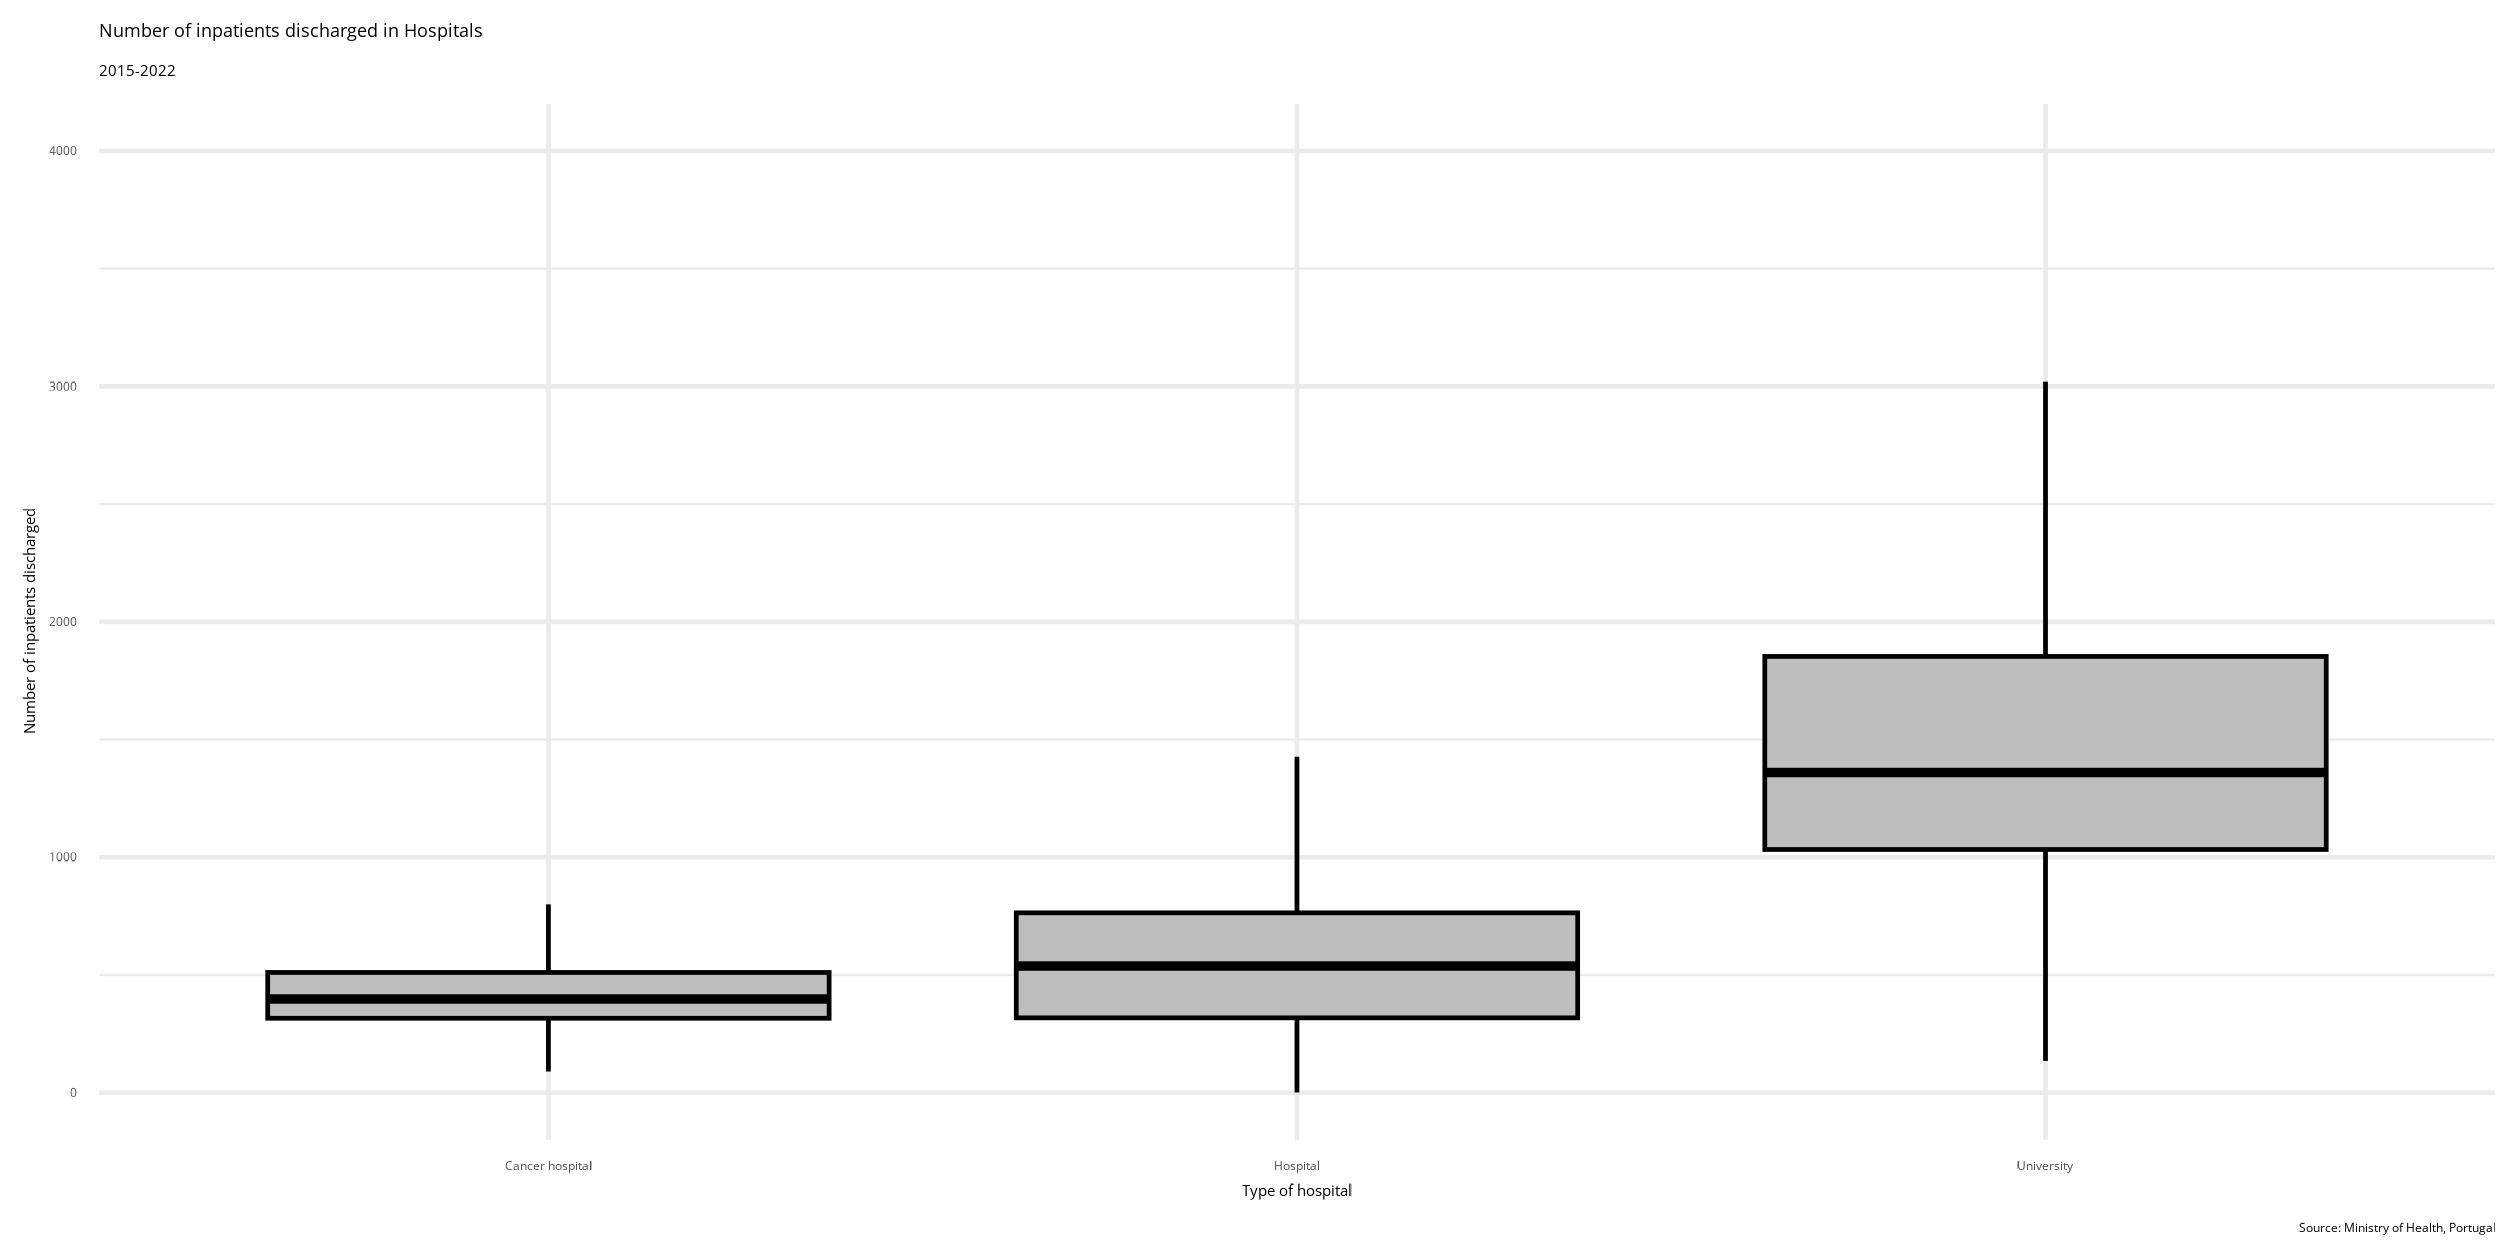 Number of inpatients discharged in Hospitals
2015-2022
Number of inpatients discharged
4000
3000
2000
1000
0
Cancer hospital
Hospital
University
Type of hospital
Source: Ministry of Health, Portugal